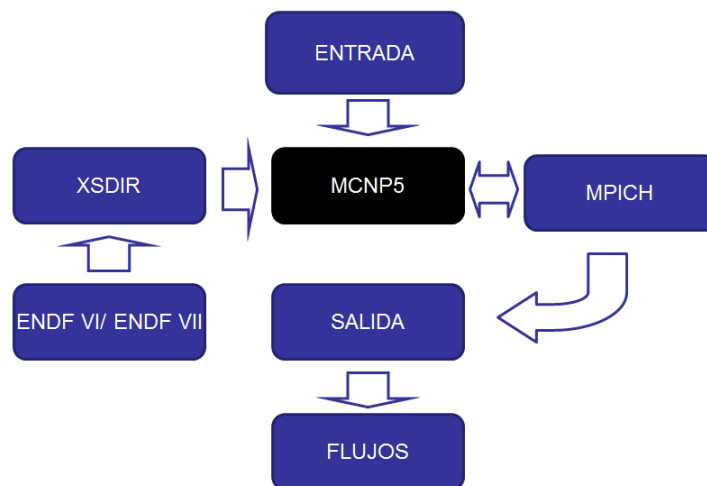 ENTRADA
XSDIR
MCNP5
MPICH
ENDF VI/ ENDF VII
SALIDA
FLUJOS